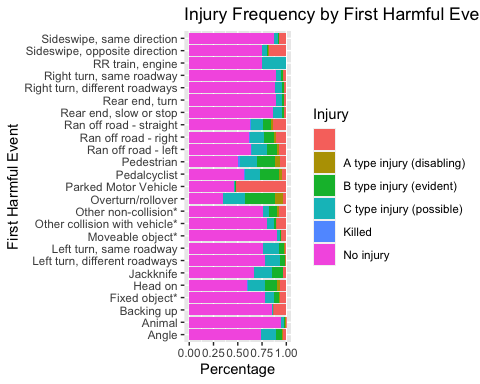 Injury Frequency by First Harmful Eve
First Harmful Event
Sideswipe, same direction
Sideswipe, opposite direction
RR train, engine
Right turn, same roadway
Right turn, different roadways
Rear end, turn
Rear end, slow or stop
Ran off road - straight
Ran off road - right
Ran off road - left
Pedestrian
Pedalcyclist
Parked Motor Vehicle
Overturn/rollover
Other non-collision*
Other collision with vehicle*
Moveable object*
Left turn, same roadway
Left turn, different roadways
Jackknife
Head on
Fixed object*
Backing up
Animal
Angle
0.00 0.25 0.50 0.75 1.00
Percentage
Injury
A type injury (disabling)
B type injury (evident)
C type injury (possible)
Killed
No injury